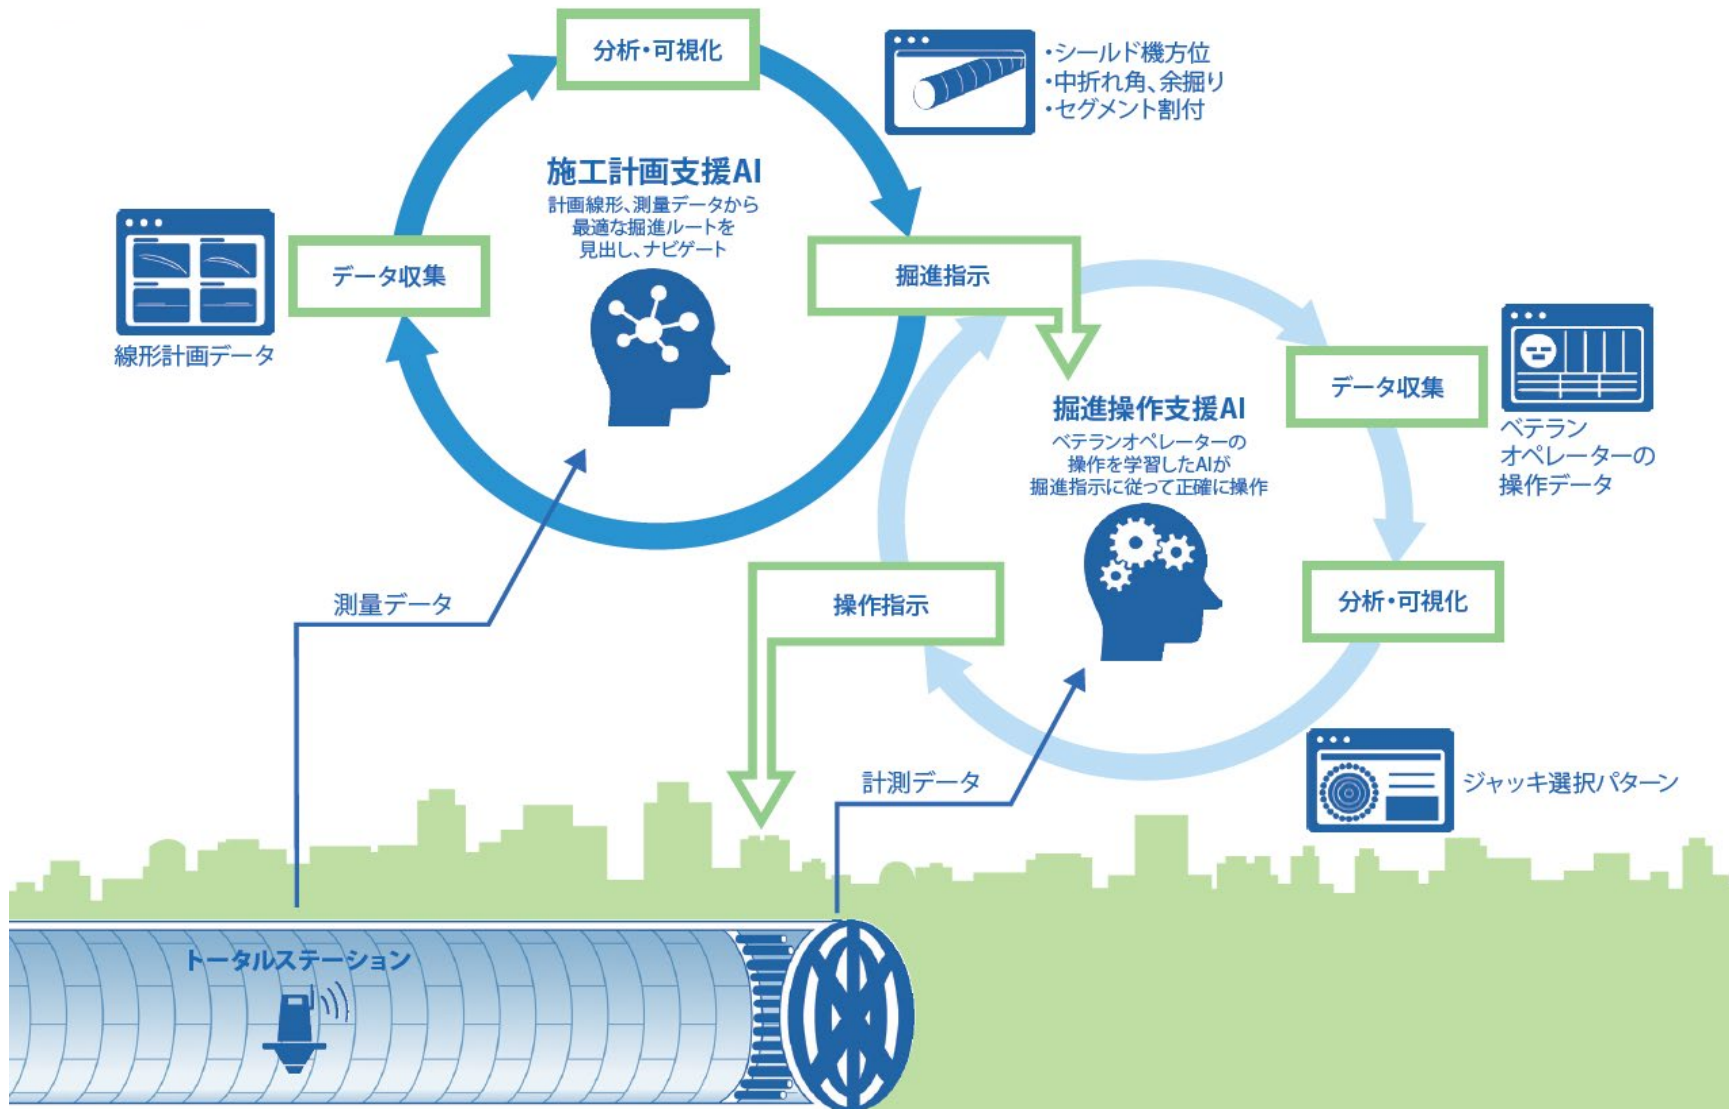 分析・可視化
・シールド機方位
・中折れ角、余掘り
・セグメント割付
施工計画支援AI
計画線形、測量データから
最適な掘進ルートを
見出し、ナビゲート
データ収集
線形計画データ
掘進指示
データ収集
ベテラン
オペレーターの
操作データ
掘進操作支援AI
ベテランオペレーターの
操作を学習したAIが
掘進指示に従って正確に操作
測量データ
操作指示
分析・可視化
計測データ
ジャッキ選択パターン
トータルステーション